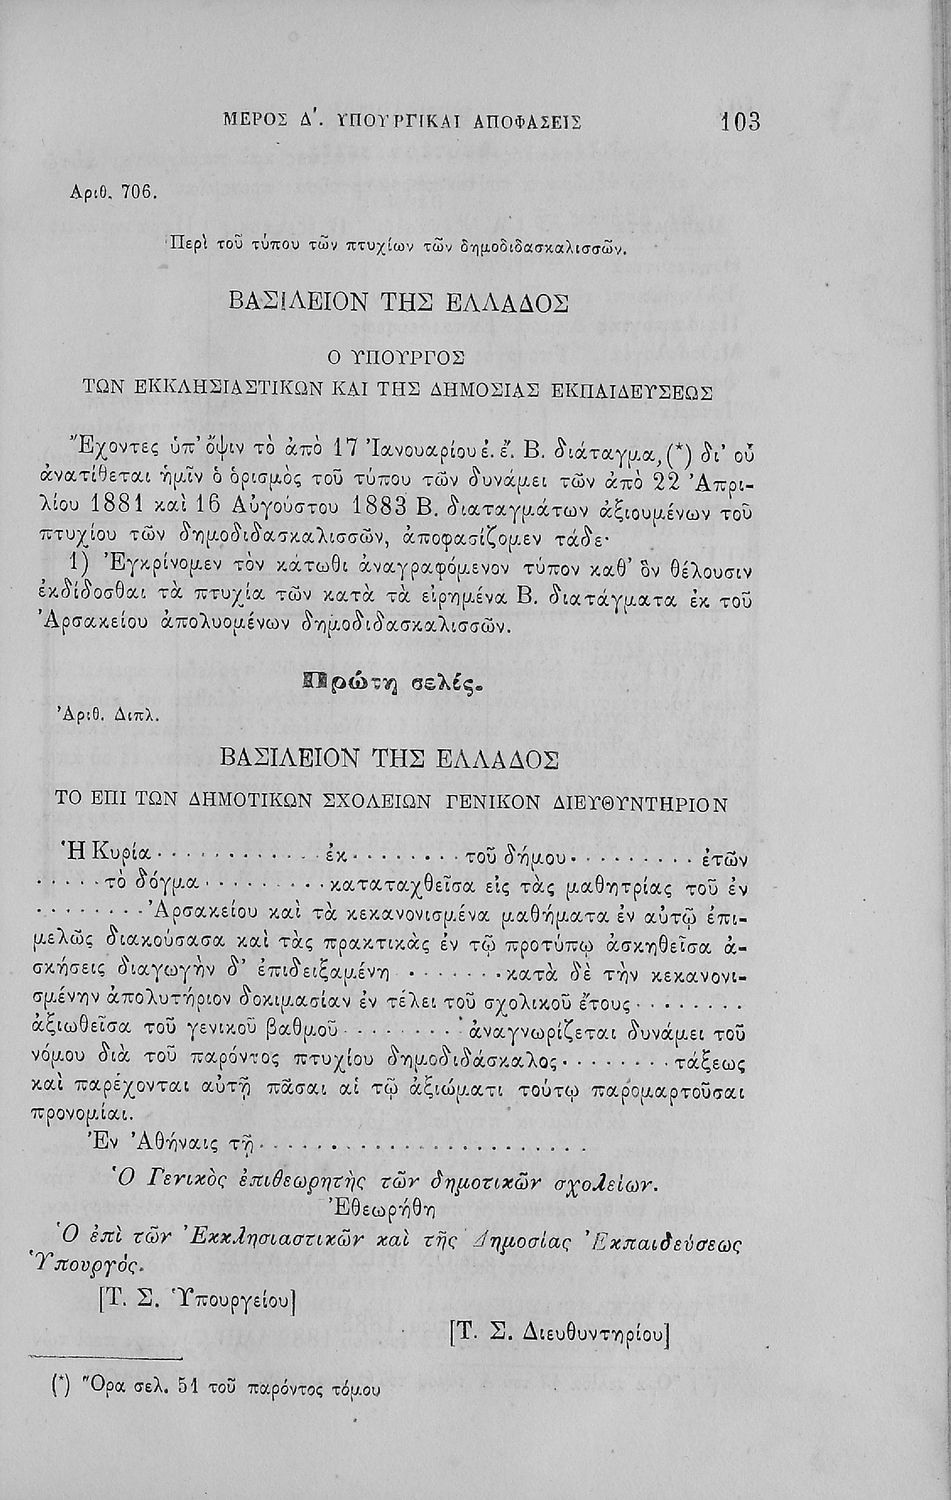 ΜΕΡΟΣ Δʹ. ΥΠΟΥΡΓΙΚΑΙ ΑΠΟΦΑΣΕΙΣ 103
Αριθ. 706.
Περὶ τοῦ τύπου τῶν πτυχίων τῶν δημοδιδασκαλισσῶν.
ΒΑΣΙΛΕΙΟΝ ΤΗΣ ΕΛΛΑΔΟΣ
Ο ΥΠΟΥΡΓΟΣ
ΤΩΝ ΕΚΚΛΗΣΙΑΣΤΙΚΩΝ ΚΑΙ ΤΗΣ ΔΗΜΟΣΙΑΣ ΕΚΠΑΙΔΕΥΣΕΩΣ
Ἔχοντες ὑπ' ὄψιν τὸ ἀπὸ 17 Ἰανουαρίου ἐ. ἔ. Β. διάταγμα,(*) δι' οὗ
ἀνατίθεται ἡμῖν ὁ ὁρισμὸς τοῦ τύπου τῶν δυνάμει τῶν ἀπὸ 22 Ἀπρι-
λίου 1881 καὶ 16 Αὐγούστου 1883 Β. διαταγμάτων ἀξιουμένων τοῦ
πτυχίου τῶν δημοδιδασκαλισσῶν, ἀποφασίζομεν τάδε·
1) Ἐγκρίνομεν τὸν κάτωθι ἀναγραφόμενον τύπον καθ' ὃν θέλουσιν
ἐκδίδοσθαι τὰ πτυχία τῶν κατὰ τὰ εἰρημένα Β. διατάγματα ἐκ τοῦ
Ἀρσακείου ἀπολυομένων δημοδιδασκαλισσῶν.
Πρώτη σελίς.
Ἀριθ. Διπλ.
ΒΑΣΙΛΕΙΟΝ ΤΗΣ ΕΛΛΑΔΟΣ
ΤΟ ΕΠΙ ΤΩΝ ΔΗΜΟΤΙΚΩΝ ΣΧΟΛΕΙΩΝ ΓΕΝΙΚΟΝ ΔΙΕΥΘΥΝΤΗΡΙΟΝ
Ἡ Κυρία . . . . . . . . . . . ἐκ . . . . . . . . τοῦ δήμου . . . . . . . . . ἐτῶν
. . . . . τὸ δόγμα . . . . . . . . . καταταχθεῖσα εἰς τὰς μαθητρίας τοῦ ἐν
. . . . . . . . Ἀρσακείου καὶ τὰ κεκανονισμένα μαθήματα ἐν αὐτῷ ἐπι-
μελῶς διακούσασα καὶ τὰς πρακτικὰς ἐν τῷ προτύπῳ ἀσκηθεῖσα ἀ-
σκήσεις διαγωγὴν δ' ἐπιδειξαμένη . . . . . . . κατὰ δὲ τὴν κεκανονι-
σμένην ἀπολυτήριον δοκιμασίαν ἐν τέλει τοῦ σχολικοῦ ἔτους . . . . . . . .
ἀξιωθεῖσα τοῦ γενικοῦ βαθμοῦ . . . . . . . . ἀναγνωρίζεται δυνάμει τοῦ
νόμου διὰ τοῦ παρόντος πτυχίου δημοδιδάσκαλος . . . . . . . . τάξεως
καὶ παρέχονται αὐτῇ πᾶσαι αἱ τῷ ἀξιώματι τούτῳ παρομαρτοῦσαι
προνομίαι.
Ἐν Ἀθήναις τῇ . . . . . . . . . . . . . . . . . . . . . . .
Ὁ Γενικὸς ἐπιθεωρητὴς τῶν δημοτικῶν σχολείων.
Ἐθεωρήθη
Ὁ ἐπὶ τῶν Ἐκκλησιαστικῶν καὶ τῆς Δημοσίας Ἐκπαιδεύσεως
Ὑπουργός.
[Τ. Σ. Ὑπουργείου]
[Τ. Σ. Διευθυντηρίου]
(*) Ὅρα σελ. 51 τοῦ παρόντος τόμου